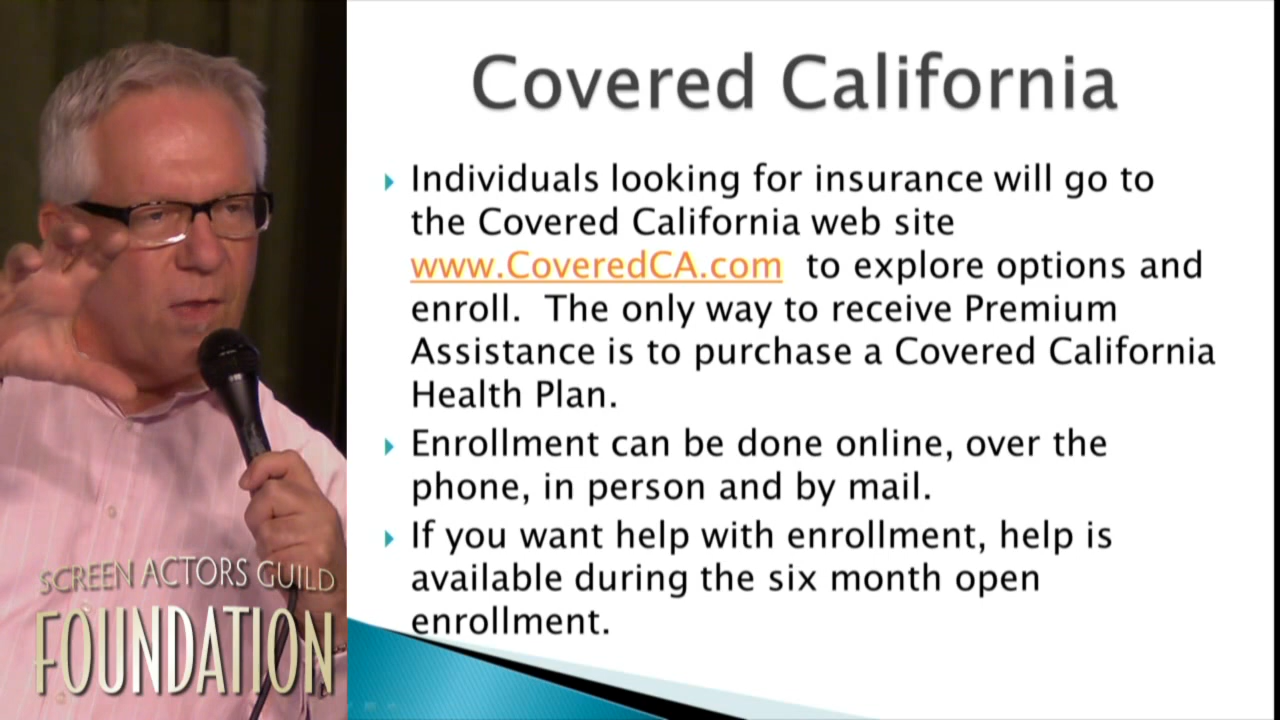 Covered California
Individuals looking for insurance will go to
the Covered California web site
www.CoveredCA.com to explore options and
enroll. The only way to receive Premium
Assistance is to purchase a Covered California
Health Plan.
Enrollment can be done online, over the
phone, in person and by mail.
If you want help with enrollment, help is
available during the six month open
enrollment.
SCREEN ACTORS GUILD
FOUNDATION